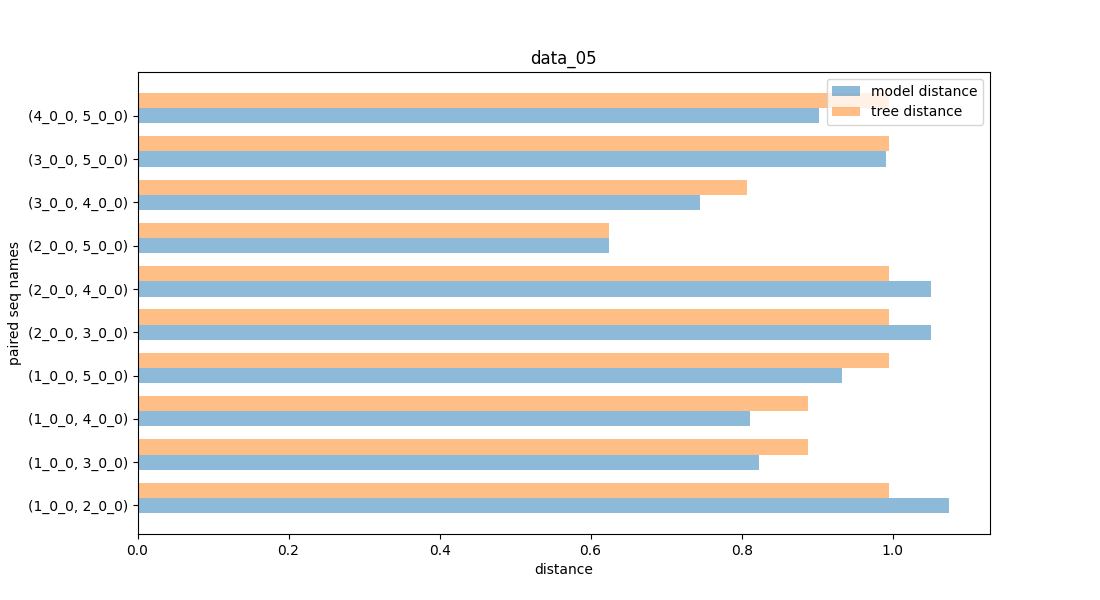 data_05
model distance
tree distance
(4_0_0, 5_0_0)
(3_0_0, 5_0_0)
(3_0_0, 4_0_0)
(2_0_0, 5_0_0)
(2_0_0, 4_0_0)
(2_0_0, 3_0_0)
(1_0_0, 5_0_0)
(1_0_0, 4_0_0)
(1_0_0, 3_0_0)
(1_0_0, 2_0_0)
paired seq names
0.0 0.2 0.4 0.6 0.8 1.0
distance